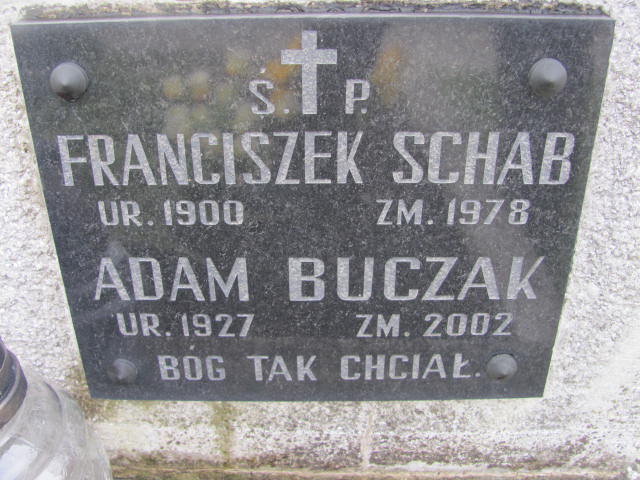 Ś. P.
FRANCISZEK SCHAB
UR. 1900 ZM. 1978
ADAM BUCZAK
UR. 1927 ZM. 2002
BÓG TAK CHCIAŁ.